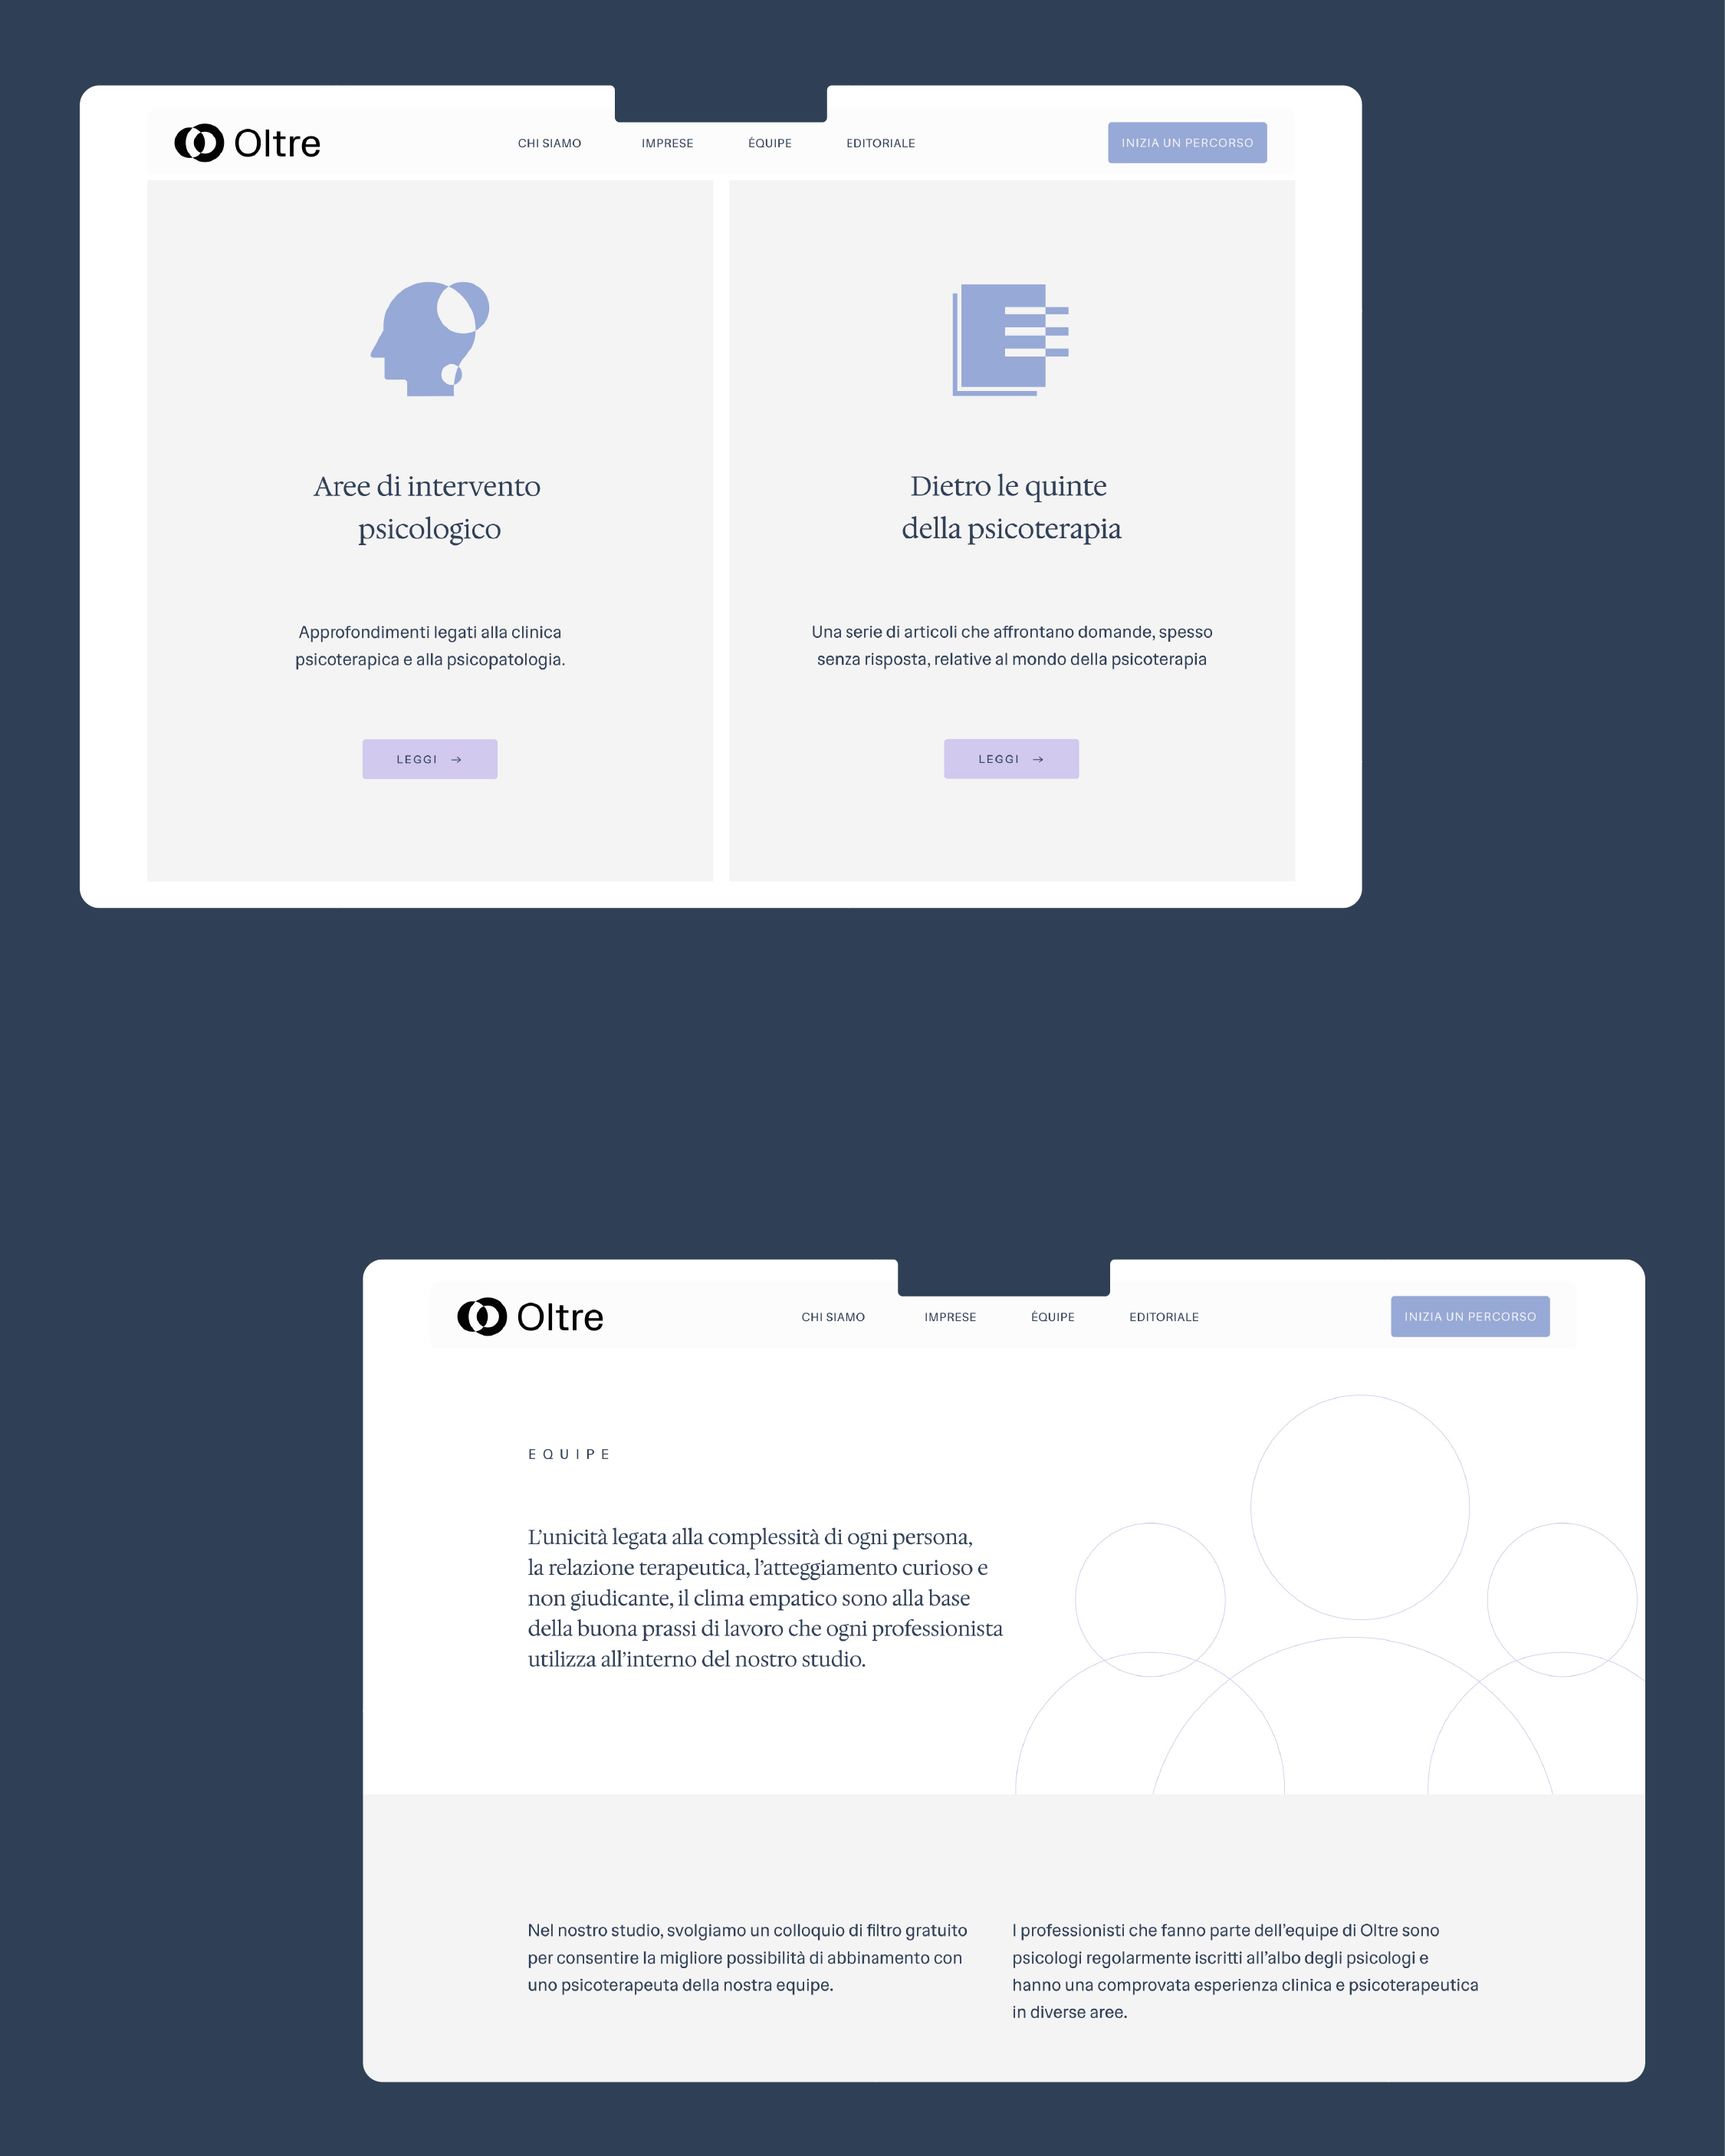 Oltre
CHI SIAMO
IMPRESE
ÉQUIPE
EDITORIALE
INIZIA UN PERCORSO
Aree di intervento
psicologico
Approfondimenti legati alla clinica
psicoterapica e alla psicopatologia.
LEGGI →
Dietro le quinte
della psicoterapia
Una serie di articoli che affrontano domande, spesso
senza risposta, relative al mondo della psicoterapia
LEGGI →
Oltre
CHI SIAMO
IMPRESE
ÉQUIPE
EDITORIALE
INIZIA UN PERCORSO
EQUIPE
L’unicità legata alla complessità di ogni persona,
la relazione terapeutica, l’atteggiamento curioso e
non giudicante, il clima empatico sono alla base
della buona prassi di lavoro che ogni professionista
utilizza all’interno del nostro studio.
Nel nostro studio, svolgiamo un colloquio di filtro gratuito
per consentire la migliore possibilità di abbinamento con
uno psicoterapeuta della nostra equipe.
I professionisti che fanno parte dell’equipe di Oltre sono
psicologi regolarmente iscritti all’albo degli psicologi e
hanno una comprovata esperienza clinica e psicoterapeutica
in diverse aree.